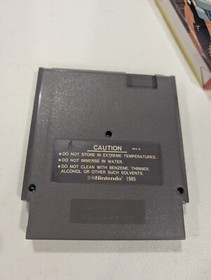 CAUTION
• DO NOT STORE IN EXTREME TEMPERATURES.
• DO NOT IMMERSE IN WATER.
• DO NOT CLEAN WITH BENZENE, THINNER,
ALCOHOL OR OTHER SUCH SOLVENTS.
©Nintendo® 1985